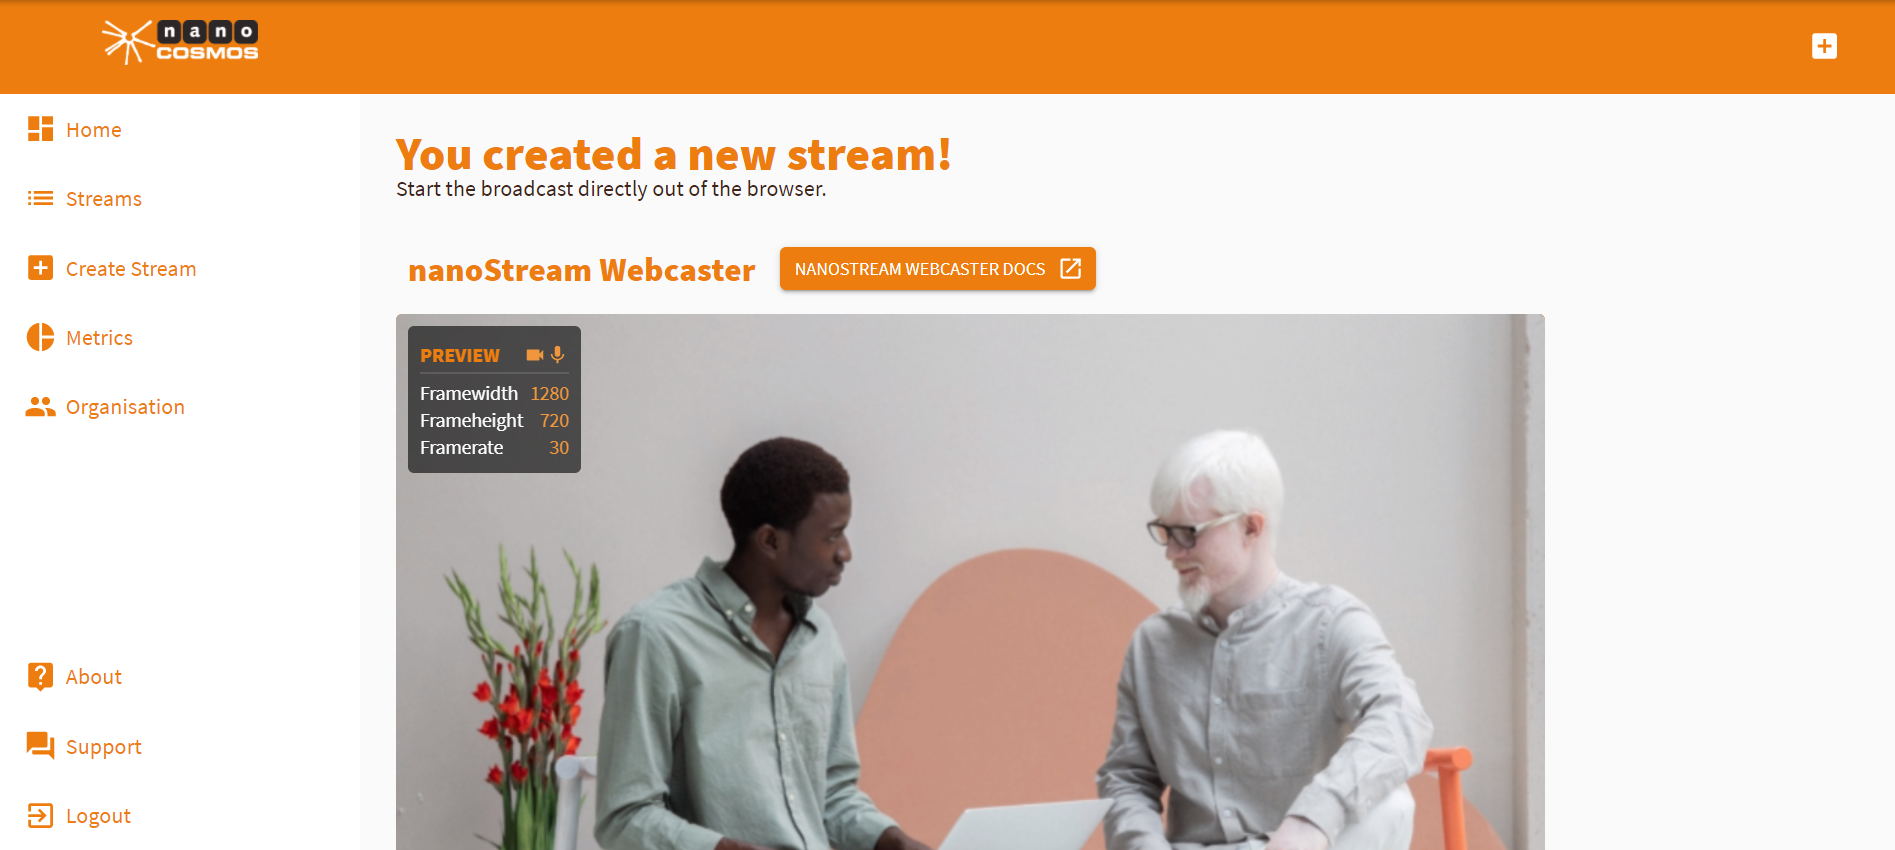 nano
COSMOS
Home
Streams
Create Stream
Metrics
Organisation
About
Support
Logout
You created a new stream!
Start the broadcast directly out of the browser.
nanoStream Webcaster
NANOSTREAM WEBCASTER DOCS
PREVIEW
Framewidth 1280
Frameheight 720
Framerate 30